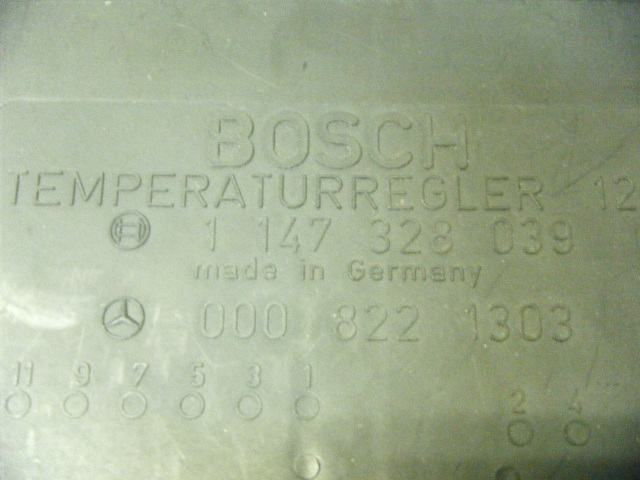 BOSCH
TEMPERATURREGLER 12
1 147 328 039
made in Germany
000 822 1303
11 9 7 5 3 1
2 4